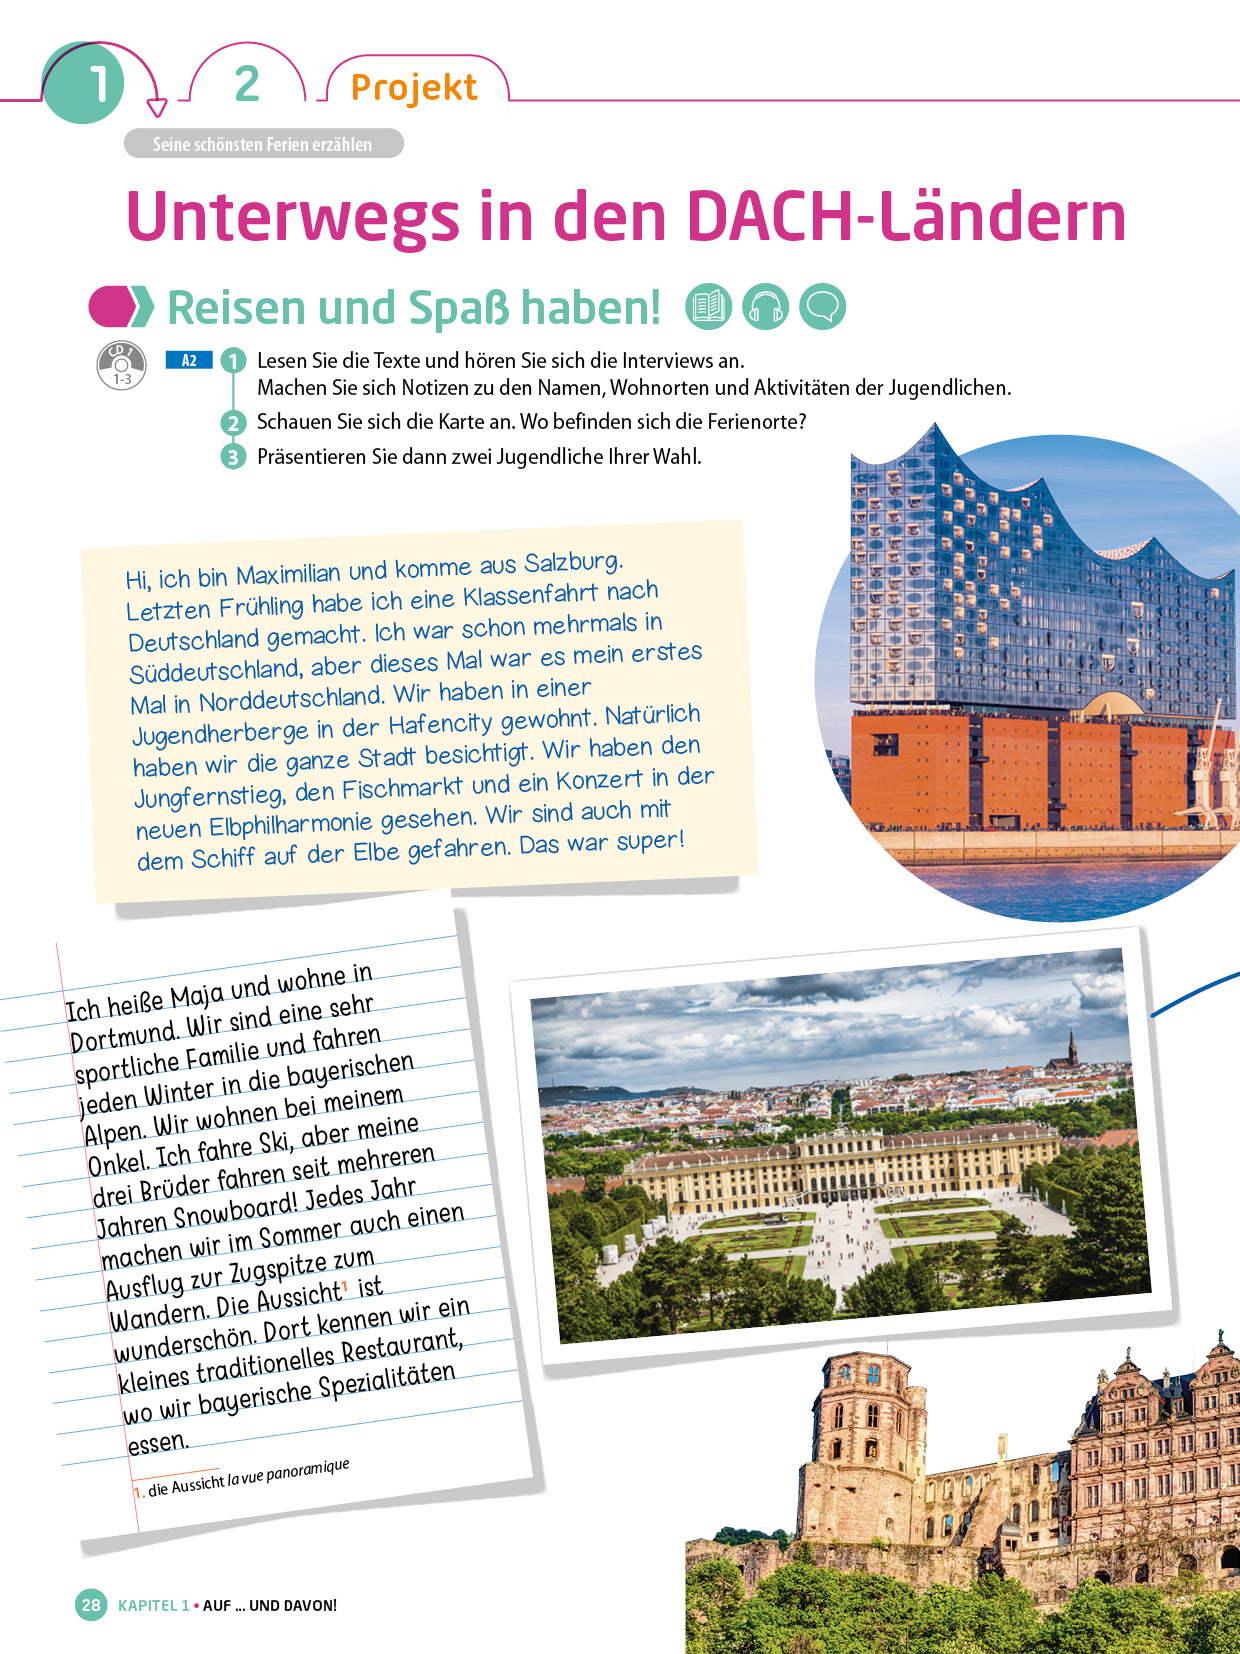 1
2
Projekt
Seine schönsten Ferien erzählen
Unterwegs in den DACH-Ländern
Reisen und Spaß haben!
CD 1
1-3
A2
1 Lesen Sie die Texte und hören Sie sich die Interviews an.
Machen Sie sich Notizen zu den Namen, Wohnorten und Aktivitäten der Jugendlichen.
2 Schauen Sie sich die Karte an. Wo befinden sich die Ferienorte?
3 Präsentieren Sie dann zwei Jugendliche Ihrer Wahl.
Hi, ich bin Maximilian und komme aus Salzburg.
Letzten Frühling habe ich eine Klassenfahrt nach
Deutschland gemacht. Ich war schon mehrmals in
Süddeutschland, aber dieses Mal war es mein erstes
Mal in Norddeutschland. Wir haben in einer
Jugendherberge in der Hafencity gewohnt. Natürlich
haben wir die ganze Stadt besichtigt. Wir haben den
Jungfernstieg, den Fischmarkt und ein Konzert in der
neuen Elbphilharmonie gesehen. Wir sind auch mit
dem Schiff auf der Elbe gefahren. Das war super!
Ich heiße Maja und wohne in
Dortmund. Wir sind eine sehr
sportliche Familie und fahren
jeden Winter in die bayerischen
Alpen. Wir wohnen bei meinem
Onkel. Ich fahre Ski, aber meine
drei Brüder fahren seit mehreren
Jahren Snowboard! Jedes Jahr
machen wir im Sommer auch einen
Ausflug zur Zugspitze zum
Wandern. Die Aussicht¹ ist
wunderschön. Dort kennen wir ein
kleines traditionelles Restaurant,
wo wir bayerische Spezialitäten
essen.
1. die Aussicht la vue panoramique
28 KAPITEL 1 • AUF ... UND DAVON!